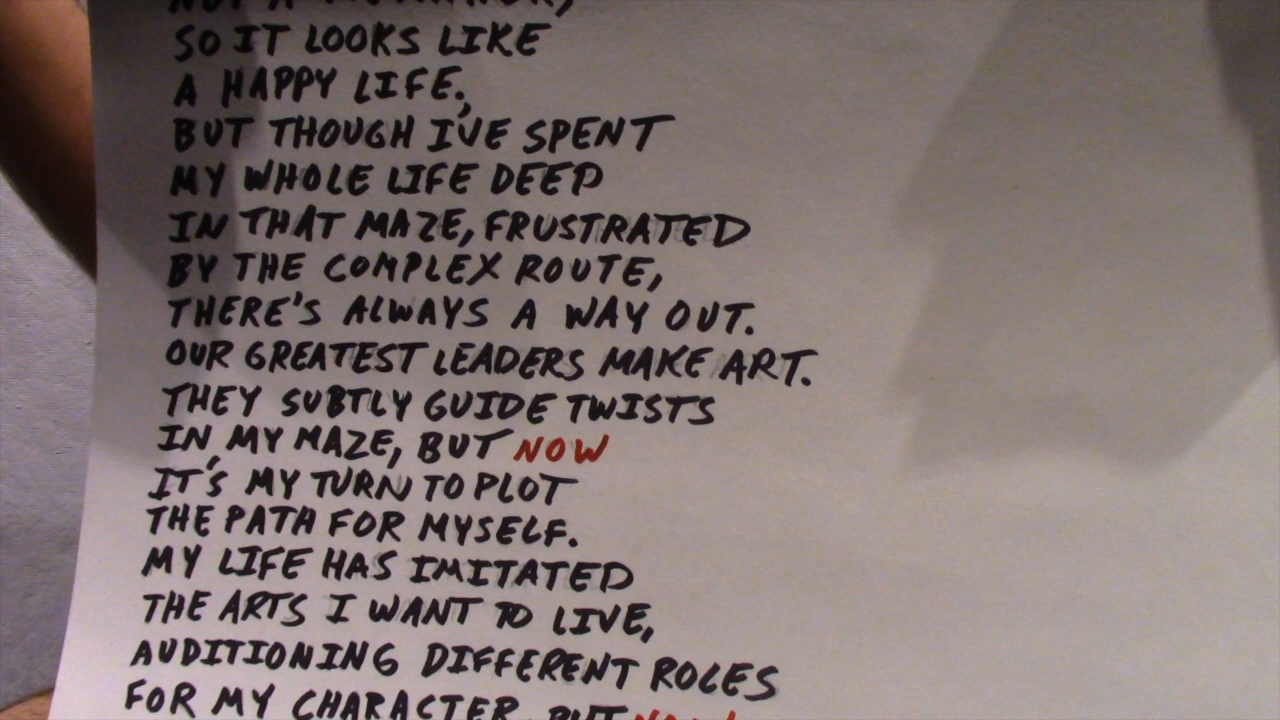 NOT A
SO IT LOOKS LIKE
A HAPPY LIFE,
BUT THOUGH I'VE SPENT
MY WHOLE LIFE DEEP
IN THAT MAZE, FRUSTRATED
BY THE COMPLEX ROUTE,
THERE'S ALWAYS A WAY OUT.
OUR GREATEST LEADERS MAKE ART.
THEY SUBTLY GUIDE TWISTS
IN MY MAZE, BUT NOW
IT'S MY TURN TO PLOT
THE PATH FOR MYSELF.
MY LIFE HAS IMITATED
THE ARTS I WANT TO LIVE,
AUDITIONING DIFFERENT ROLES
FOR MY CHARACTER, BUT NOW